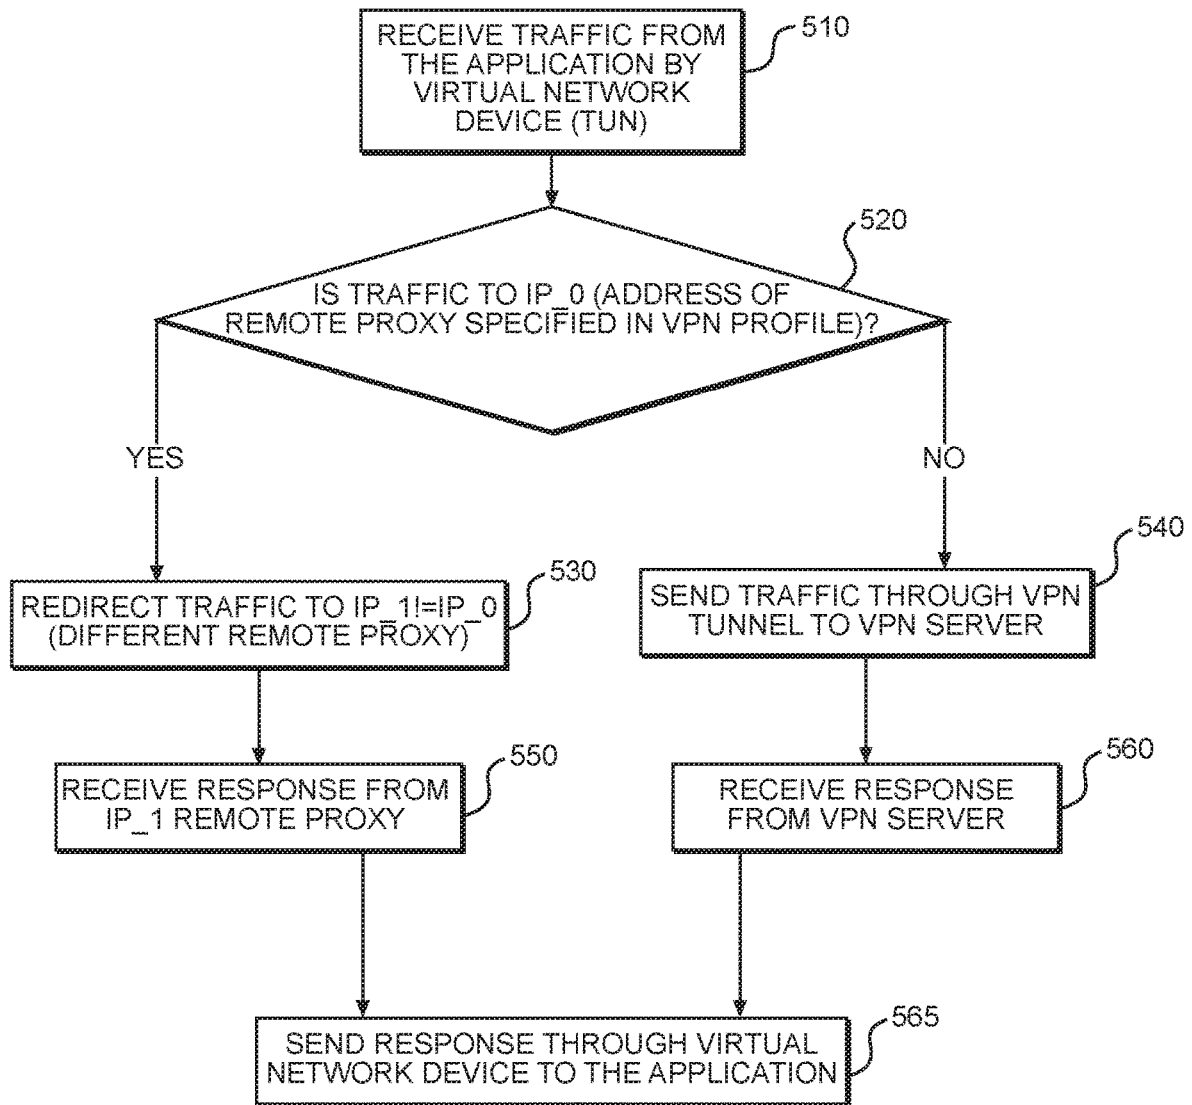 RECEIVE TRAFFIC FROM
THE APPLICATION BY
VIRTUAL NETWORK
DEVICE (TUN)
510
520
IS TRAFFIC TO IP_0 (ADDRESS OF
REMOTE PROXY SPECIFIED IN VPN PROFILE)?
YES
NO
530
REDIRECT TRAFFIC TO IP_1!=IP_0
(DIFFERENT REMOTE PROXY)
540
SEND TRAFFIC THROUGH VPN
TUNNEL TO VPN SERVER
550
RECEIVE RESPONSE FROM
IP_1 REMOTE PROXY
560
RECEIVE RESPONSE
FROM VPN SERVER
565
SEND RESPONSE THROUGH VIRTUAL
NETWORK DEVICE TO THE APPLICATION